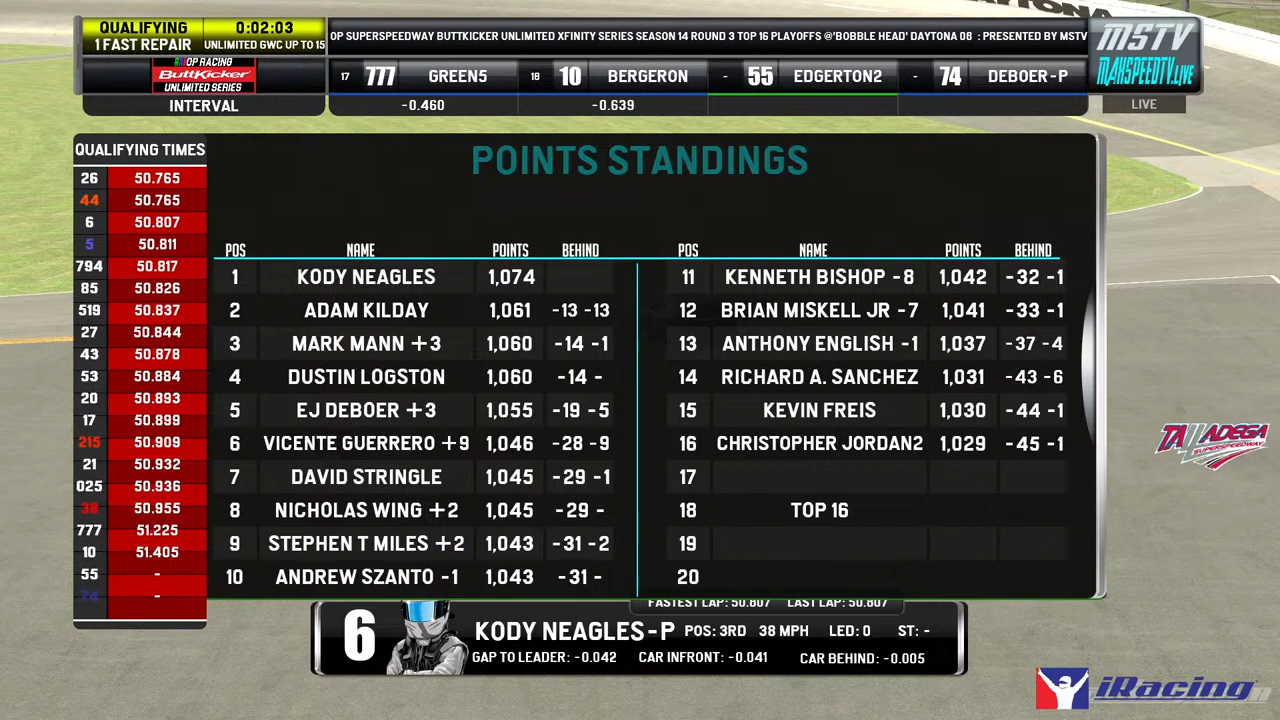 DAYTONA
QUALIFYING 0:02:03
1 FAST REPAIR UNLIMITED GWC UP TO 15
OP SUPERSPEEDWAY BUTTKICKER UNLIMITED XFINITY SERIES SEASON 14 ROUND 3 TOP 16 PLAYOFFS @'BOBBLE HEAD' DAYTONA 08 : PRESENTED BY MSTV
MSTV
MAXSPEEDTV.LIVE
OP RACING
ButtKicker
UNLIMITED SERIES
17 777 GREEN5 18 10 BERGERON - 55 EDGERTON2 - 74 DEBOER-P
INTERVAL -0.460 -0.639 LIVE
QUALIFYING TIMES
26 50.765
44 50.765
6 50.807
5 50.811
794 50.817
85 50.826
519 50.837
27 50.844
43 50.878
53 50.884
20 50.893
17 50.899
215 50.909
21 50.932
025 50.936
38 50.955
777 51.225
10 51.405
55 -
74 -
POINTS STANDINGS
POS NAME POINTS BEHIND
1 KODY NEAGLES 1,074
2 ADAM KILDAY 1,061 -13 -13
3 MARK MANN +3 1,060 -14 -1
4 DUSTIN LOGSTON 1,060 -14 -
5 EJ DEBOER +3 1,055 -19 -5
6 VICENTE GUERRERO +9 1,046 -28 -9
7 DAVID STRINGLE 1,045 -29 -1
8 NICHOLAS WING +2 1,045 -29 -
9 STEPHEN T MILES +2 1,043 -31 -2
10 ANDREW SZANTO -1 1,043 -31 -
POS NAME POINTS BEHIND
11 KENNETH BISHOP -8 1,042 -32 -1
12 BRIAN MISKELL JR -7 1,041 -33 -1
13 ANTHONY ENGLISH -1 1,037 -37 -4
14 RICHARD A. SANCHEZ 1,031 -43 -6
15 KEVIN FREIS 1,030 -44 -1
16 CHRISTOPHER JORDAN2 1,029 -45 -1
17
18 TOP 16
19
20
TALLADEGA
SUPERSPEEDWAY
FASTEST LAP: 50.807 LAST LAP: 50.807
6 KODY NEAGLES-P POS: 3RD 38 MPH LED: 0 ST: -
GAP TO LEADER: -0.042 CAR INFRONT: -0.041 CAR BEHIND: -0.005
iRacing